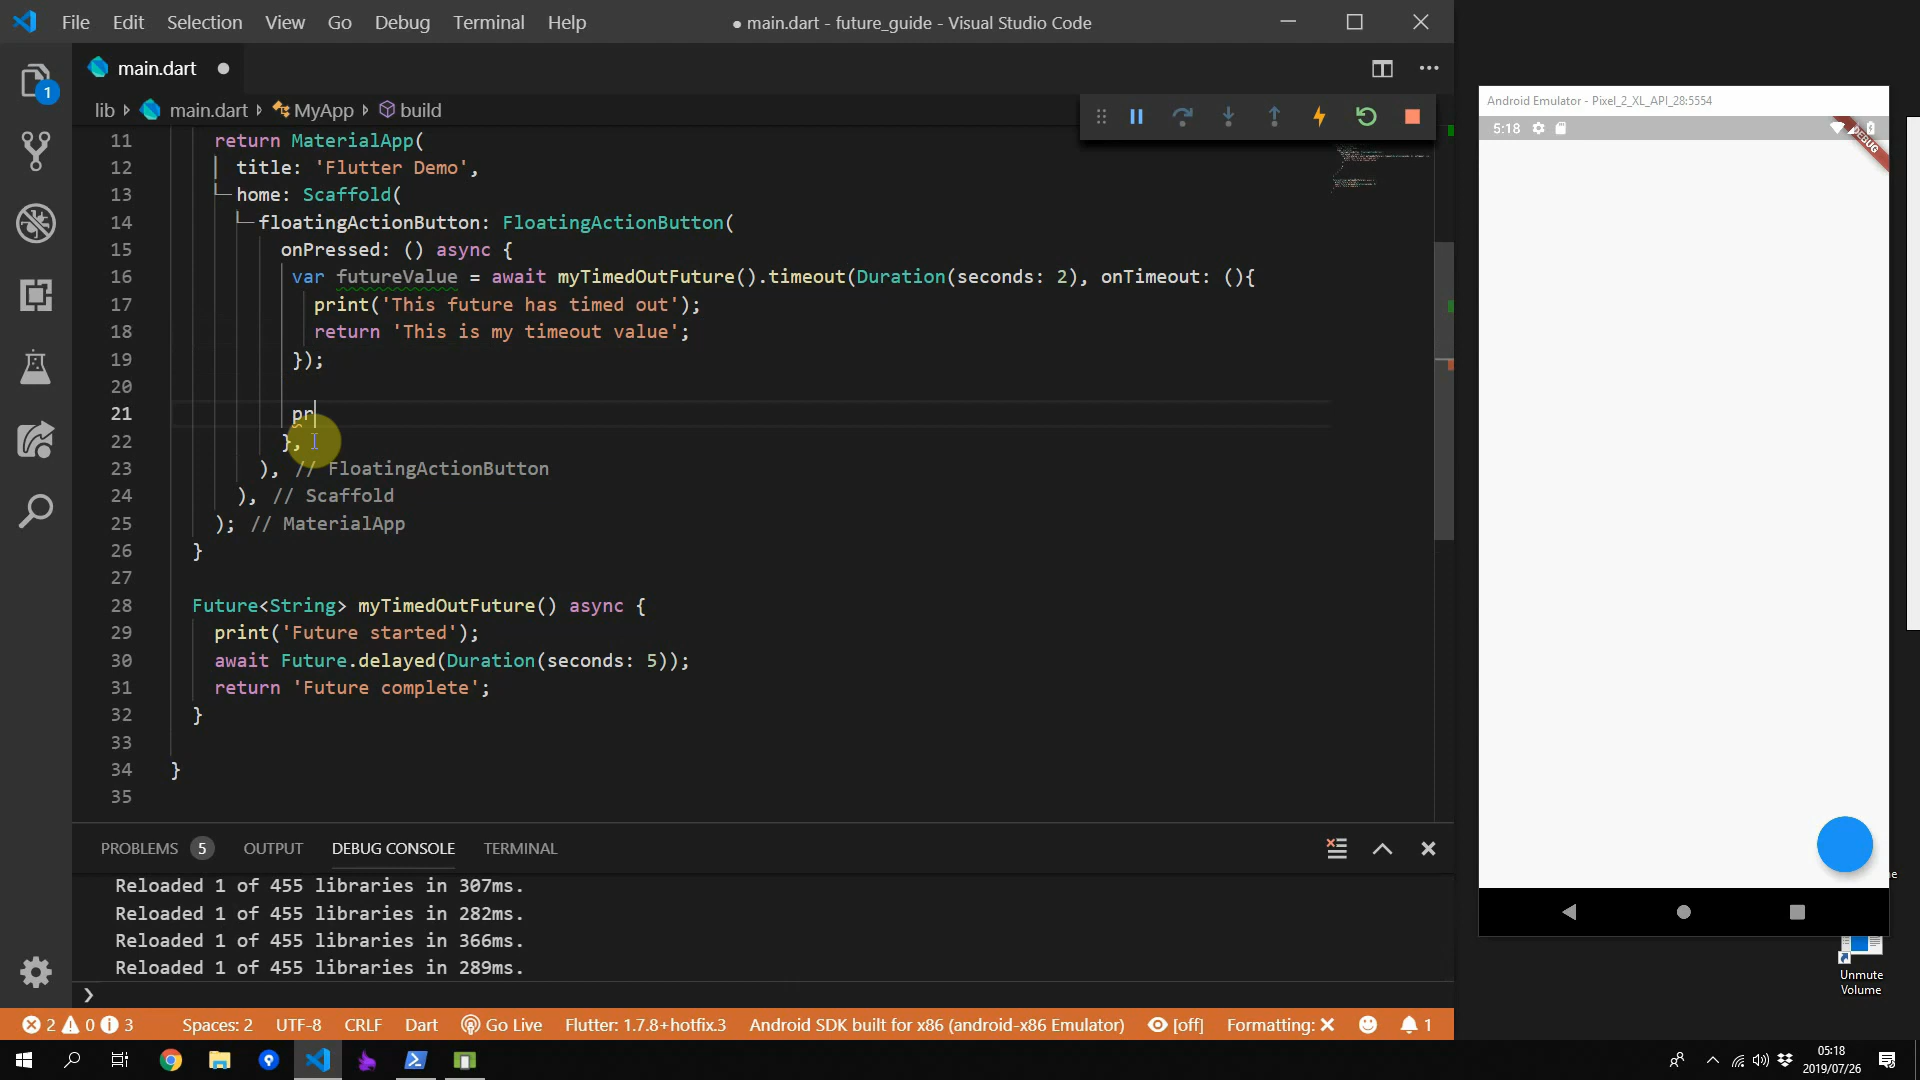 File Edit Selection View Go Debug Terminal Help
● main.dart - future_guide - Visual Studio Code
main.dart
lib main.dart MyApp build
1
11 return MaterialApp(
12 title: 'Flutter Demo',
13 home: Scaffold(
14 floatingActionButton: FloatingActionButton(
15 onPressed: () async {
16 var futureValue = await myTimedOutFuture().timeout(Duration(seconds: 2), onTimeout: (){
17 print('This future has timed out');
18 return 'This is my timeout value';
19 });
20
21 pr
22 },
23 ), // FloatingActionButton
24 ), // Scaffold
25 ); // MaterialApp
26 }
27
28 Future<String> myTimedOutFuture() async {
29 print('Future started');
30 await Future.delayed(Duration(seconds: 5));
31 return 'Future complete';
32 }
33
34 }
35
PROBLEMS 5 OUTPUT DEBUG CONSOLE TERMINAL
Reloaded 1 of 455 libraries in 307ms.
Reloaded 1 of 455 libraries in 282ms.
Reloaded 1 of 455 libraries in 366ms.
Reloaded 1 of 455 libraries in 289ms.
2 0 3 Spaces: 2 UTF-8 CRLF Dart Go Live Flutter: 1.7.8+hotfix.3 Android SDK built for x86 (android-x86 Emulator) [off] Formatting: 1
Android Emulator - Pixel_2_XL_API_28:5554
5:18
DEBUG
Unmute
Volume
05:18
2019/07/26